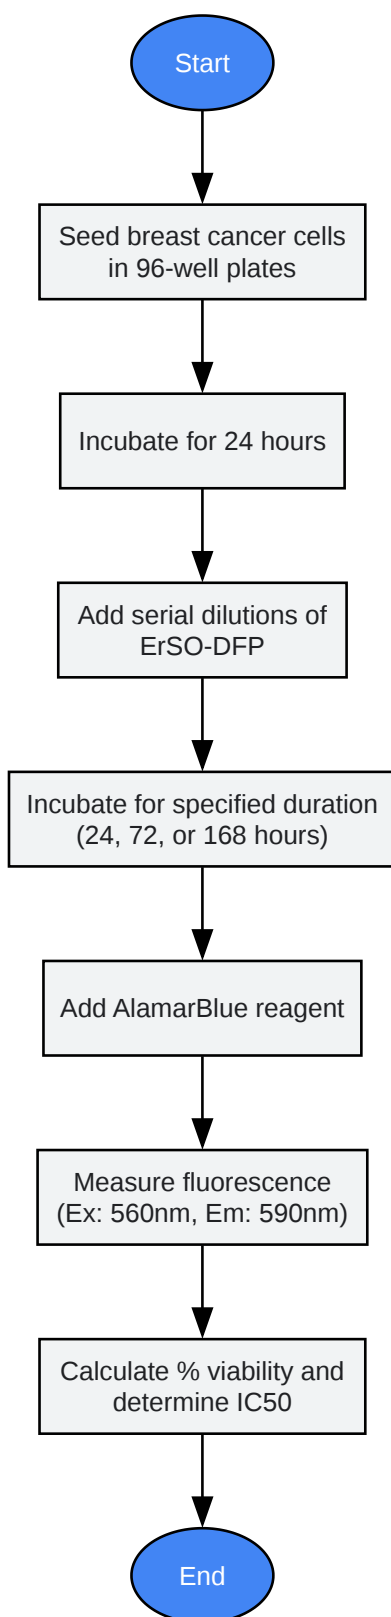 Start
Seed breast cancer cells
in 96-well plates
Incubate for 24 hours
Add serial dilutions of
ErSO-DFP
Incubate for specified duration
(24, 72, or 168 hours)
Add AlamarBlue reagent
Measure fluorescence
(Ex: 560nm, Em: 590nm)
Calculate % viability and
determine IC50
End